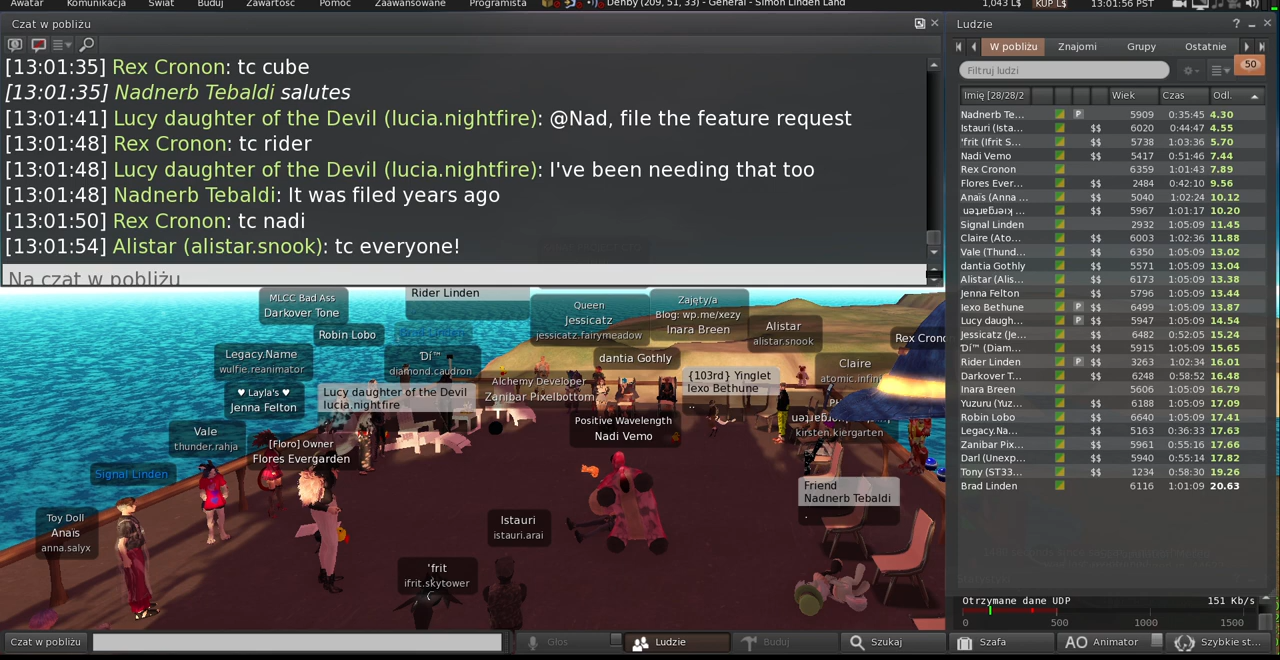 Awatar Komunikacja Świat Buduj Zawartość Pomoc Zaawansowane Programista Denby (209, 51, 33) - General - Simon Linden Land 1,043 L$ KUP L$ 13:01:56 PST
Czat w pobliżu
[13:01:35] Rex Cronon: tc cube
[13:01:35] Nadnerb Tebaldi salutes
[13:01:41] Lucy daughter of the Devil (lucia.nightfire): @Nad, file the feature request
[13:01:48] Rex Cronon: tc rider
[13:01:48] Lucy daughter of the Devil (lucia.nightfire): I've been needing that too
[13:01:48] Nadnerb Tebaldi: It was filed years ago
[13:01:50] Rex Cronon: tc nadi
[13:01:54] Alistar (alistar.snook): tc everyone!
Na czat w pobliżu
MLCC Bad Ass
Darkover Tone
Rider Linden
Robin Lobo
Queen
Jessicatz
jessicatz.fairymeadow
Zajęty/a
Blog: wp.me/xezy
Inara Breen
Alistar
alistar.snook
Rex Crono
Legacy.Name
wulfie.reanimator
Ɗí™
diamond.caudron
dantia Gothly
Claire
atomic.infin
♥ Layla's ♥
Jenna Felton
Lucy daughter of the Devil
lucia.nightfire
Alchemy Developer
Zanibar Pixelbottom
{103rd} Yinglet
Iexo Bethune
..
Positive Wavelength
Nadi Vemo
kirsten.kiergarten
Vale
thunder.rahja
[Floro] Owner
Flores Evergarden
Signal Linden
Friend
Nadnerb Tebaldi
.
Toy Doll
Anaïs
anna.salyx
Istauri
istauri.arai
'frit
ifrit.skytower
Czat w pobliżu Głos Ludzie Buduj Szukaj Szafa AO Animator Szybkie st...
Ludzie ?
W pobliżu Znajomi Grupy Ostatnie
50
Filtruj ludzi
Imię [28/28/2 Wiek Czas Odl.
Nadnerb Te... P 5909 0:35:45 4.30
Istauri (Ista... $$ 6020 0:44:47 4.55
'frit (Ifrit S... $$ 5738 1:03:36 5.70
Nadi Vemo $$ 5417 0:51:46 7.44
Rex Cronon 6359 1:01:43 7.89
Flores Ever... $$ 2484 0:42:10 9.56
Anaïs (Anna ... $$ 5040 1:02:24 10.12
$$ 5967 1:01:17 10.20
Signal Linden 2932 1:05:09 11.45
Claire (Ato... $$ 6003 1:02:36 11.88
Vale (Thund... $$ 6350 1:05:09 13.02
dantia Gothly $$ 5571 1:05:09 13.04
Alistar (Alis... $$ 6173 1:05:09 13.38
Jenna Felton $$ 5796 1:05:09 13.44
Iexo Bethune P $$ 6499 1:05:09 13.87
Lucy daugh... P $$ 5947 1:05:09 14.54
Jessicatz (Je... $$ 6482 0:52:05 15.24
Ɗí™ (Diam... $$ 5915 1:05:09 15.65
Rider Linden P $$ 3263 1:02:34 16.01
Darkover T... $$ 6248 0:58:52 16.48
Inara Breen 5606 1:05:09 16.79
Yuzuru (Yuz... $$ 6188 1:05:09 17.09
Robin Lobo $$ 6640 1:05:09 17.41
Legacy.Na... $$ 5163 0:36:33 17.63
Zanibar Pix... $$ 5961 0:55:16 17.66
Darl (Unexp... $$ 5940 0:55:14 17.82
Tony (ST33... $$ 1234 0:58:30 19.26
Brad Linden 6116 1:01:09 20.63
Otrzymane dane UDP 151 Kb/s
0 500 1000 1500